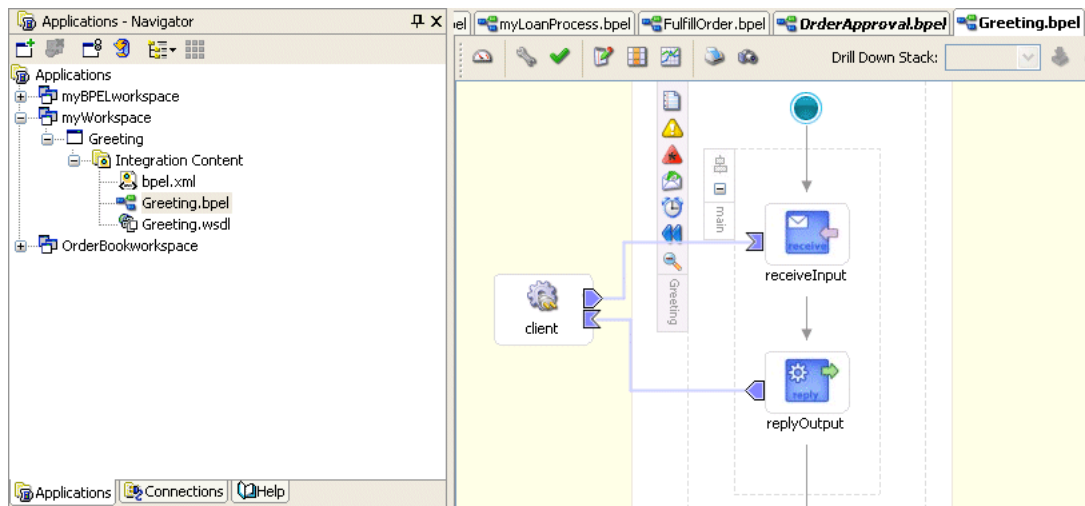 Applications - Navigator
Applications
myBPELworkspace
myWorkspace
Greeting
Integration Content
bpel.xml
Greeting.bpel
Greeting.wsdl
OrderBookworkspace
Applications
Connections
Help
pel
myLoanProcess.bpel
FulfillOrder.bpel
OrderApproval.bpel
Greeting.bpel
Drill Down Stack:
main
receive
receiveInput
Greeting
client
reply
replyOutput